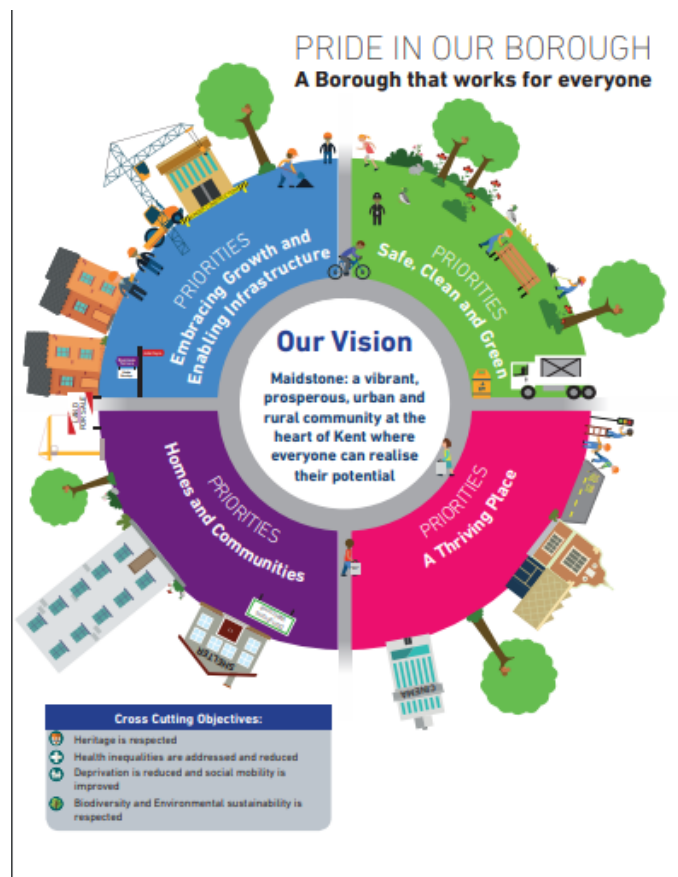 PRIDE IN OUR BOROUGH
A Borough that works for everyone
PRIORITIES
Embracing Growth and
Enabling Infrastructure
PRIORITIES
Safe, Clean and Green
Our Vision
Maidstone: a vibrant,
prosperous, urban and
rural community at the
heart of Kent where
everyone can realise
their potential
LAND
FOR SALE
PRIORITIES
Homes and Communities
PRIORITIES
A Thriving Place
SHELTER
CINEMA
Cross Cutting Objectives:
Heritage is respected
Health inequalities are addressed and reduced
Deprivation is reduced and social mobility is
improved
Biodiversity and Environmental sustainability is
respected